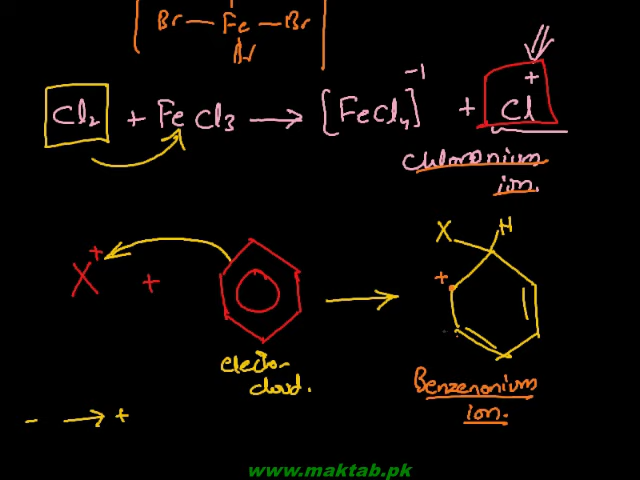 Br — Fe — Br
Br
Cl₂ + FeCl₃ → [FeCl₄]⁻¹ + Cl⁺
Chloronium
ion.
X H
X⁺ + → +
electron
cloud.
Benzenonium
ion.
- → +
www.maktab.pk